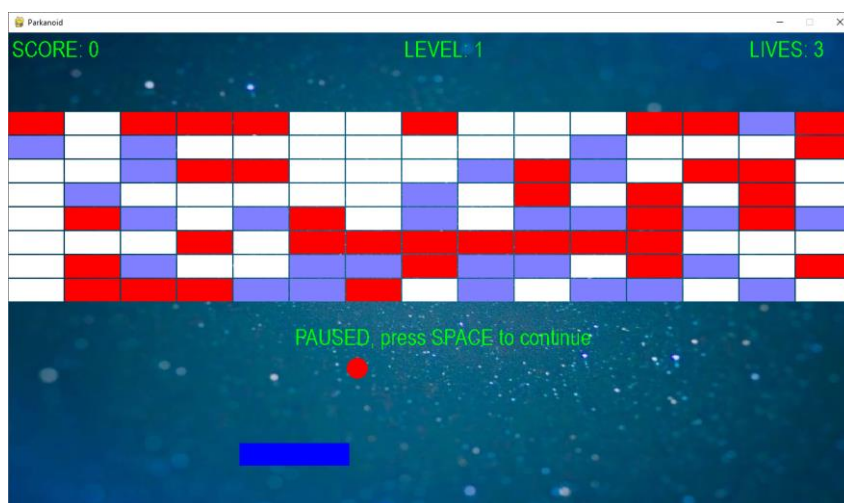 Parkanoid
SCORE: 0 LEVEL: 1 LIVES: 3
PAUSED, press SPACE to continue